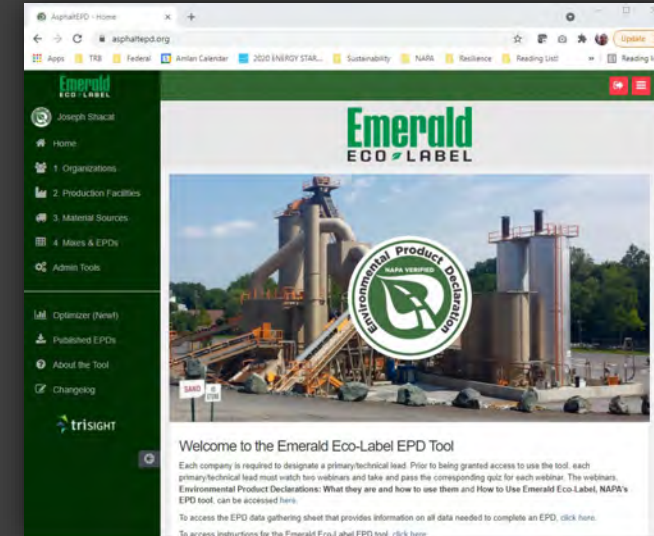 AsphaltEPD - Home
asphaltepd.org
Update
Apps TRB Federal Amlan Calender 2020 ENERGY STAR... Sustainability NAPA Resilience Reading List! » Reading li
Emerald
ECO LABEL
Joseph Shacat
Home
1. Organizations
2. Production Facilities
3. Material Sources
4. Mixes & EPDs
Admin Tools
Optimizer (New!)
Published EPDs
About the Tool
Changelog
trisight
Emerald
ECO LABEL
Environmental Product Declaration
NAPA VERIFIED
SAND
STONE
Welcome to the Emerald Eco-Label EPD Tool
Each company is required to designate a primary/technical lead. Prior to being granted access to use the tool, each
primary/technical lead must watch two webinars and take and pass the corresponding quiz for each webinar. The webinars,
Environmental Product Declarations: What they are and how to use them and How to Use Emerald Eco-Label, NAPA's
EPD tool, can be accessed here.
To access the EPD data gathering sheet that provides information on all data needed to complete an EPD, click here.
To access instructions for the Emerald Eco-Label EPD tool, click here.